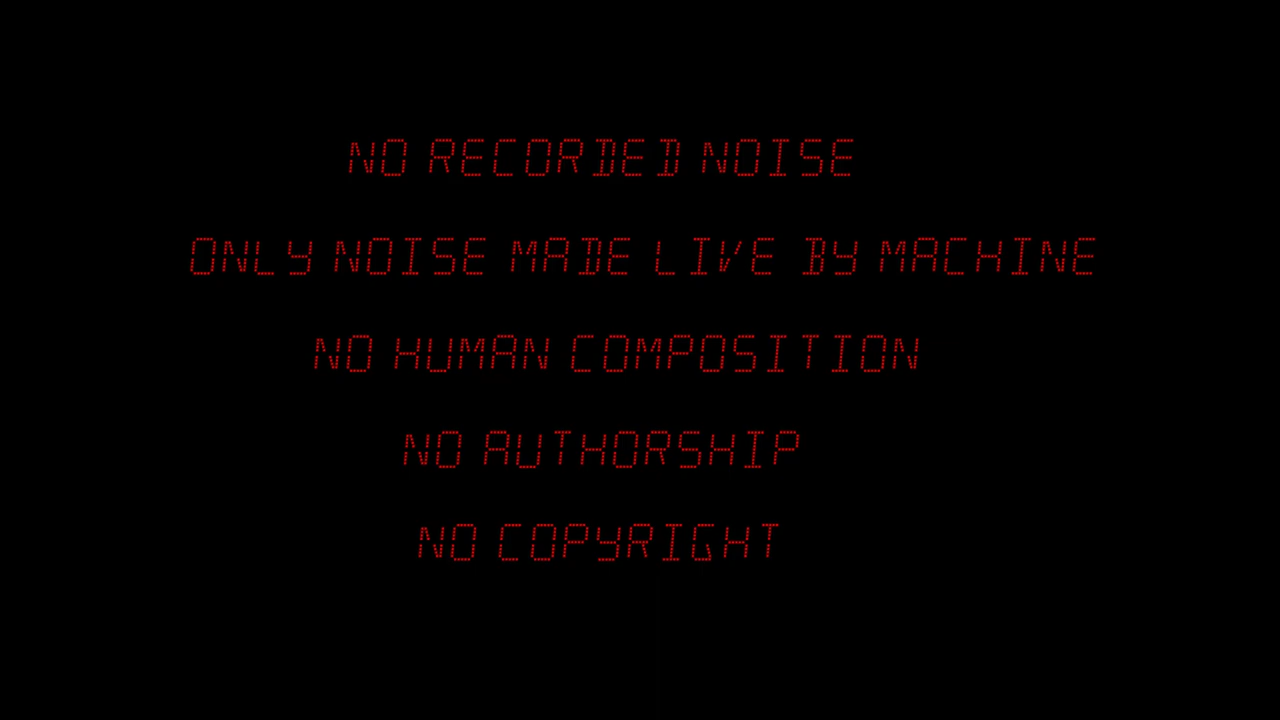 NO RECORDED NOISE
ONLY NOISE MADE LIVE BY MACHINE
NO HUMAN COMPOSITION
NO AUTHORSHIP
NO COPYRIGHT